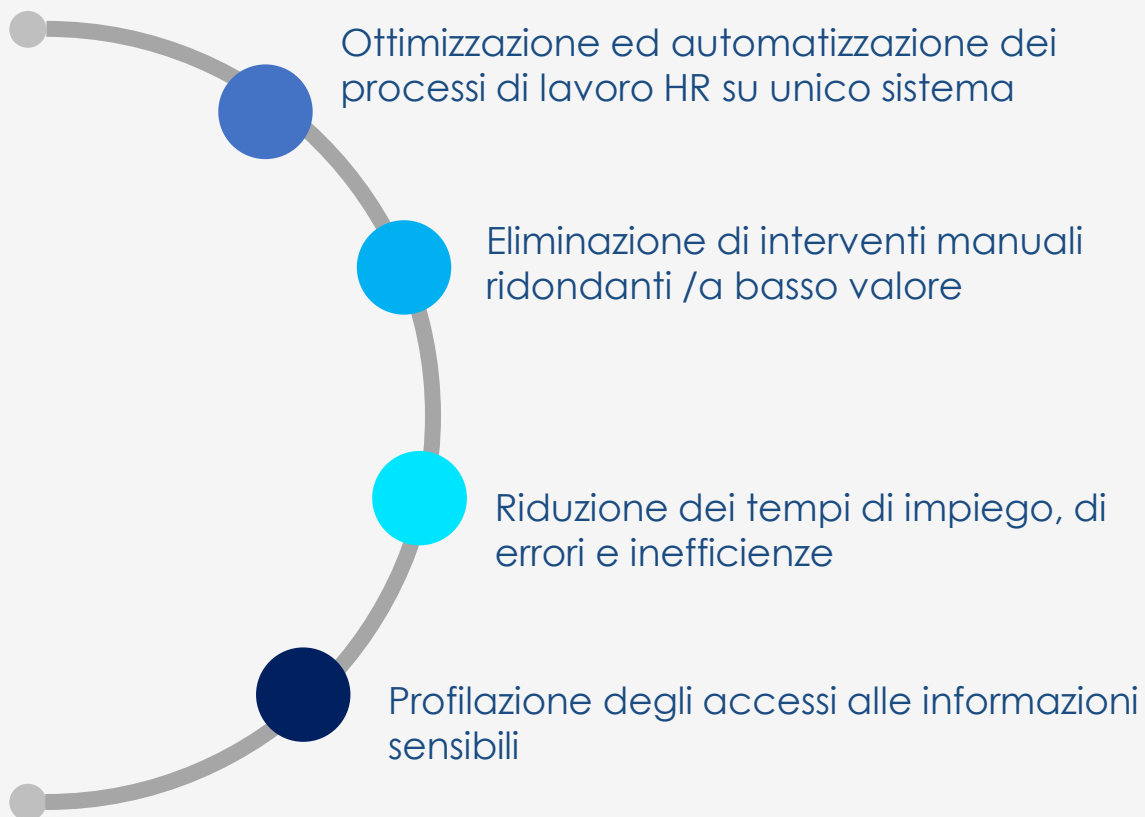 Ottimizzazione ed automatizzazione dei
processi di lavoro HR su unico sistema
Eliminazione di interventi manuali
ridondanti /a basso valore
Riduzione dei tempi di impiego, di
errori e inefficienze
Profilazione degli accessi alle informazioni
sensibili